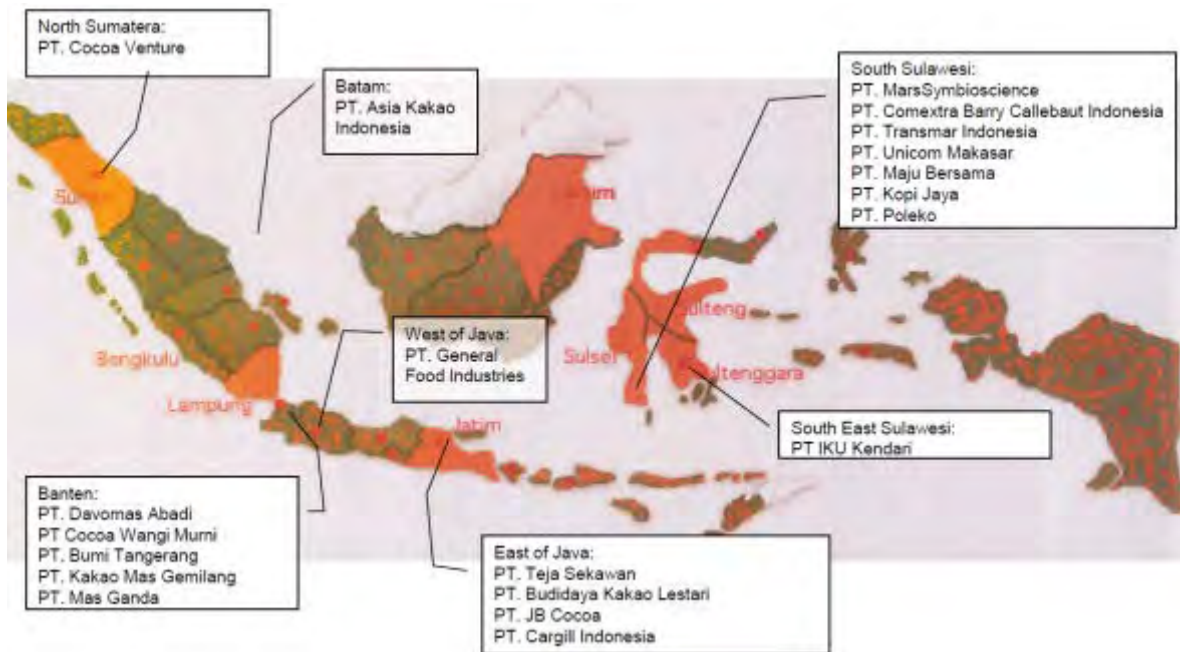 North Sumatera:
PT. Cocoa Venture
Batam:
PT. Asia Kakao
Indonesia
South Sulawesi:
PT. MarsSymbioscience
PT. Comextra Barry Callebaut Indonesia
PT. Transmar Indonesia
PT. Unicom Makasar
PT. Maju Bersama
PT. Kopi Jaya
PT. Poleko
West of Java:
PT. General
Food Industries
Sulsel
Bengkulu
Lampung
Jatim
South East Sulawesi:
PT IKU Kendari
Banten:
PT. Davomas Abadi
PT Cocoa Wangi Murni
PT. Bumi Tangerang
PT. Kakao Mas Gemilang
PT. Mas Ganda
East of Java:
PT. Teja Sekawan
PT. Budidaya Kakao Lestari
PT. JB Cocoa
PT. Cargill Indonesia